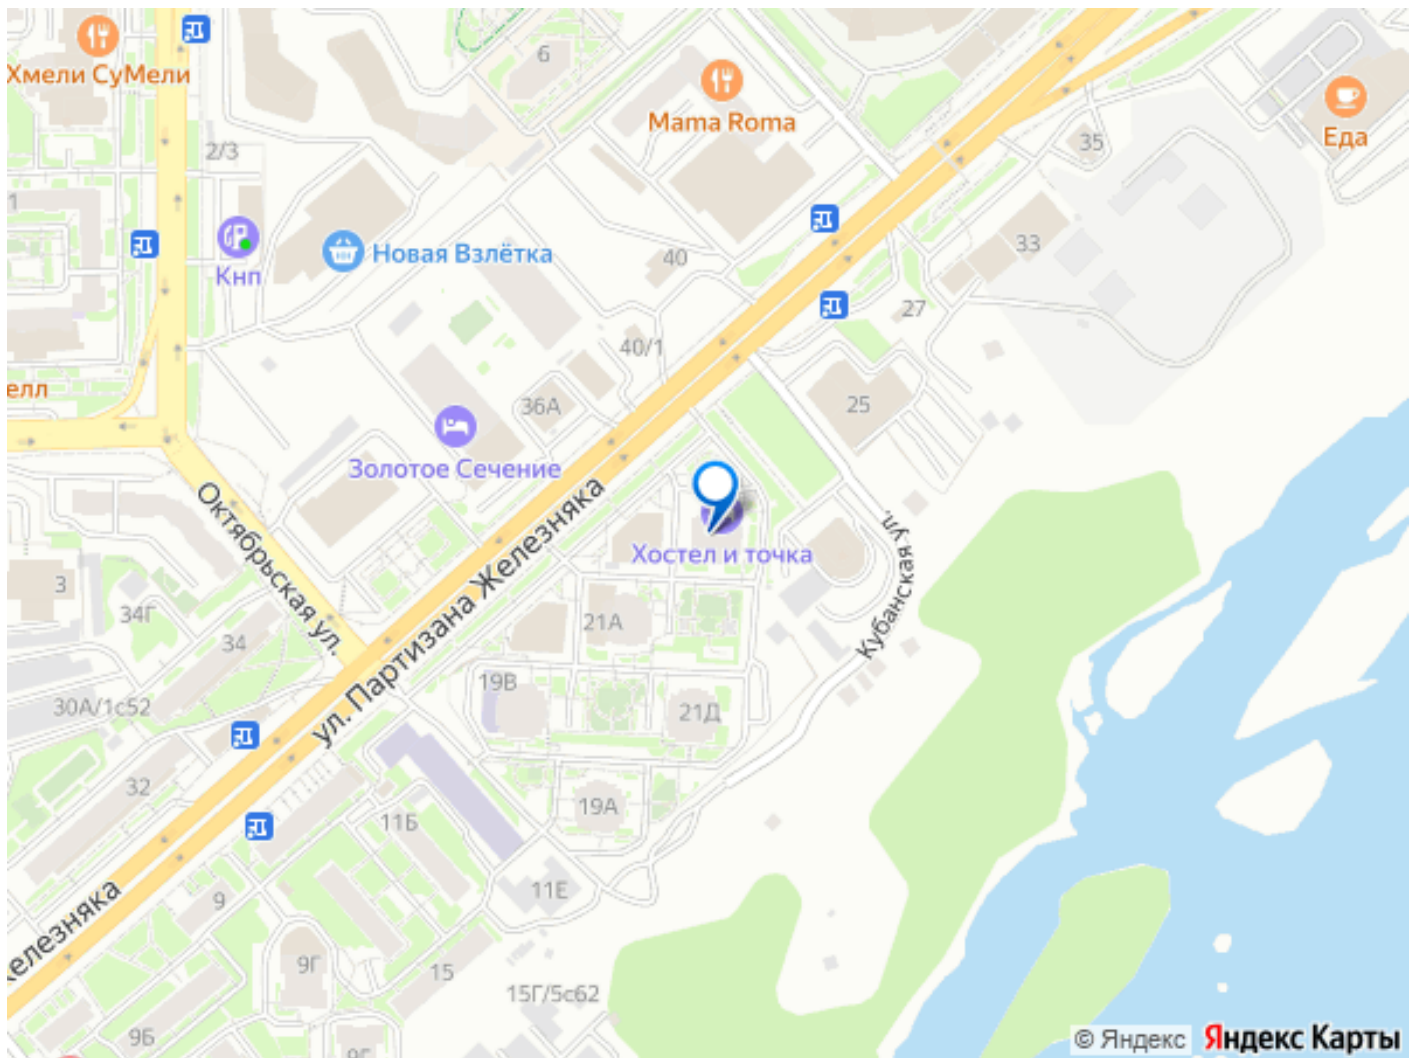 6
Хмели СуМели
Mama Roma
Еда
35
2/3
1
33
Кнп
Новая Взлётка
40
27
40/1
елл
36А
25
Золотое Сечение
Октябрьская ул.
ул. Партизана Железняка
Хостел и точка
Кубанская ул.
3
34Г
34
21А
19В
30А/1с52
21Д
32
19А
11Б
11Е
9
Железняка
9Г
15
15Г/5с62
9Б
© Яндекс
Яндекс Карты